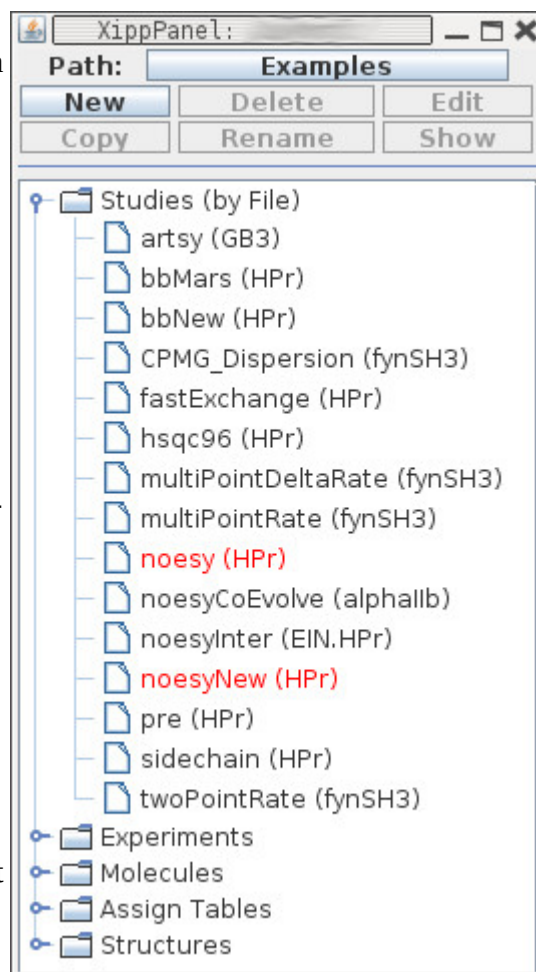 XippPanel:
Path: Examples
New Delete Edit
Copy Rename Show
Studies (by File)
artsy (GB3)
bbMars (HPr)
bbNew (HPr)
CPMG_Dispersion (fynSH3)
fastExchange (HPr)
hsqc96 (HPr)
multiPointDeltaRate (fynSH3)
multiPointRate (fynSH3)
noesy (HPr)
noesyCoEvolve (alphaIIb)
noesyInter (EIN.HPr)
noesyNew (HPr)
pre (HPr)
sidechain (HPr)
twoPointRate (fynSH3)
Experiments
Molecules
Assign Tables
Structures